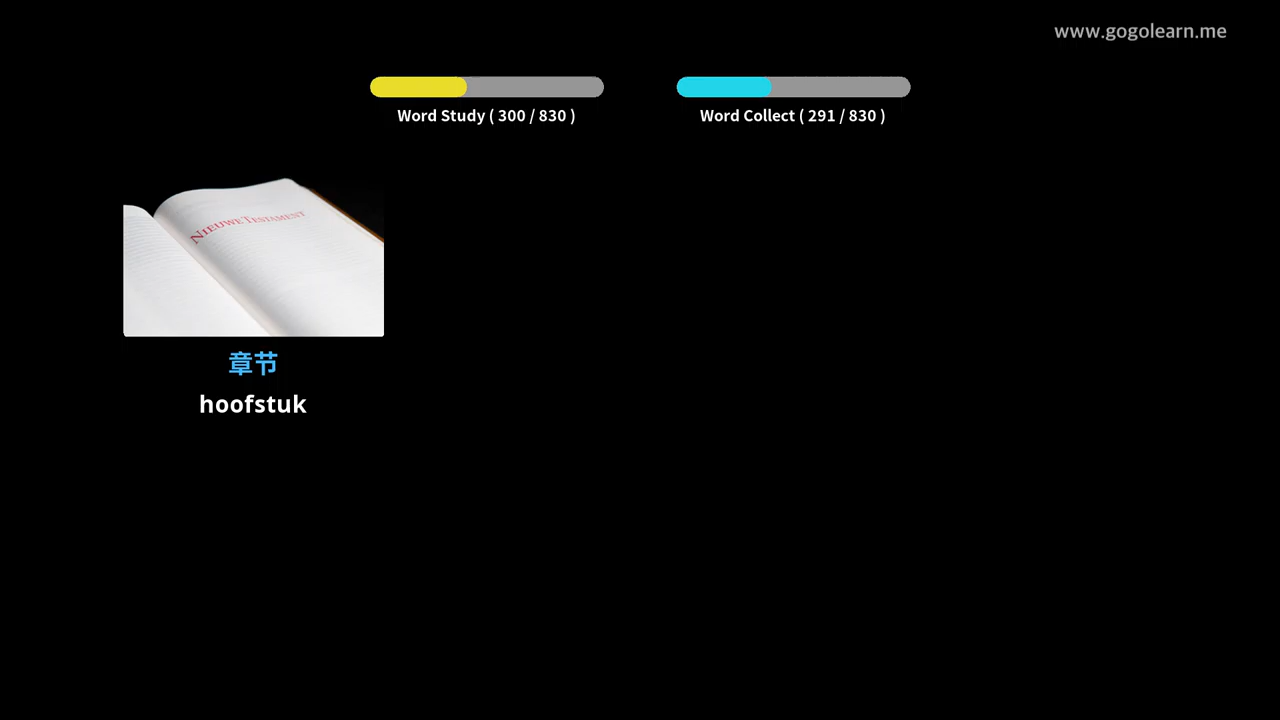 www.gogolearn.me
Word Study ( 300 / 830 )
Word Collect ( 291 / 830 )
NIEUWE TESTAMENT
章节
hoofstuk